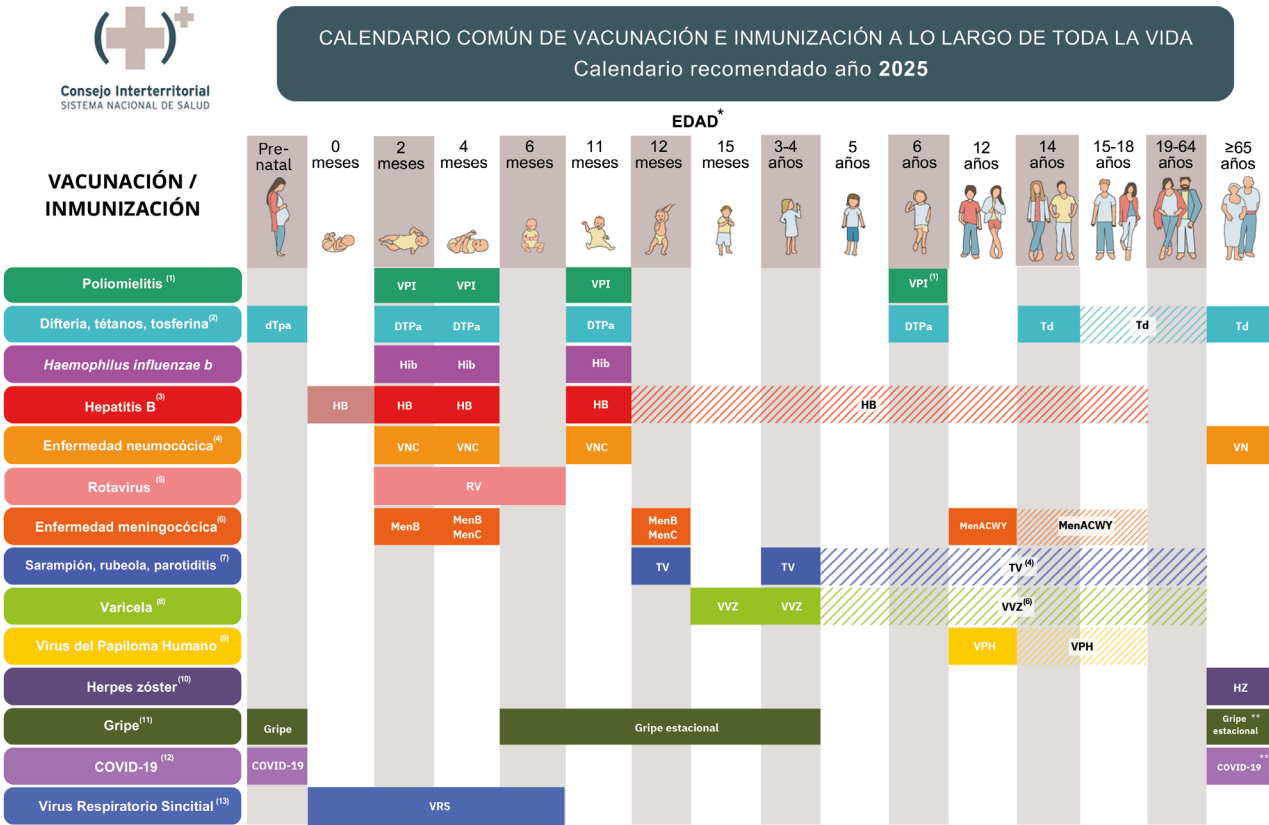 CALENDARIO COMÚN DE VACUNACIÓN E INMUNIZACIÓN A LO LARGO DE TODA LA VIDA
Calendario recomendado año 2025
Consejo Interterritorial
SISTEMA NACIONAL DE SALUD
EDAD*
VACUNACIÓN /
INMUNIZACIÓN
Pre-natal 0 meses 2 meses 4 meses 6 meses 11 meses 12 meses 15 meses 3-4 años 5 años 6 años 12 años 14 años 15-18 años 19-64 años ≥65 años
Poliomielitis (1) VPI VPI VPI VPI(1)
Difteria, tétanos, tosferina(2) dTpa DTPa DTPa DTPa DTPa Td Td Td
Haemophilus influenzae b Hib Hib Hib
Hepatitis B(3) HB HB HB HB HB
Enfermedad neumocócica(4) VNC VNC VNC VN
Rotavirus (5) RV
Enfermedad meningocócica(6) MenB MenB MenC MenB MenC MenACWY MenACWY
Sarampión, rubeola, parotiditis (7) TV TV TV(4)
Varicela (8) VVZ VVZ VVZ(6)
Virus del Papiloma Humano (9) VPH VPH
Herpes zóster(10) HZ
Gripe(11) Gripe Gripe estacional Gripe ** estacional
COVID-19 (12) COVID-19 COVID-19**
Virus Respiratorio Sincitial (13) VRS